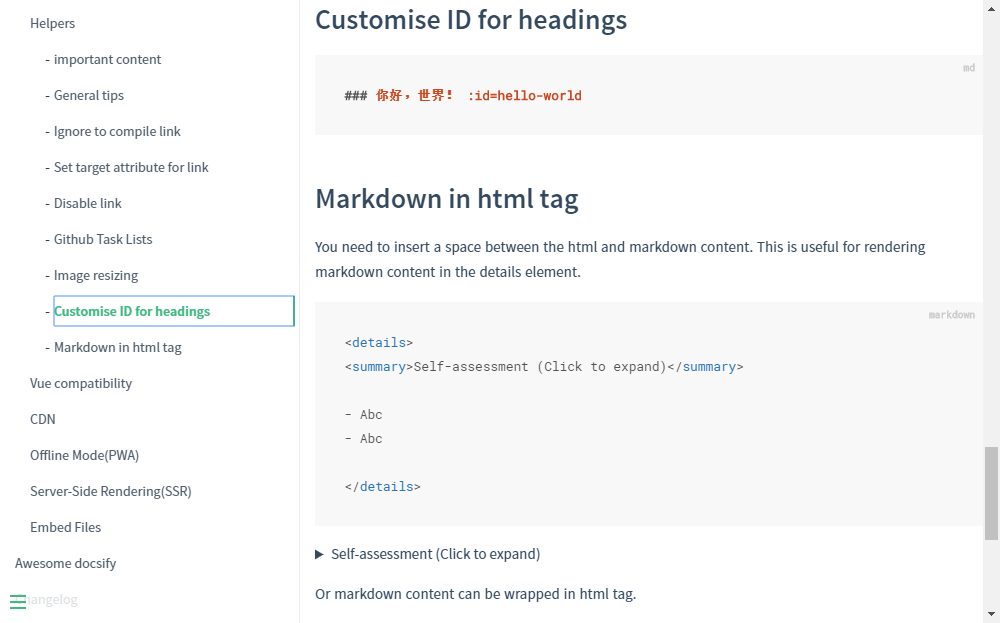 Helpers
- important content
- General tips
- Ignore to compile link
- Set target attribute for link
- Disable link
- Github Task Lists
- Image resizing
- Customise ID for headings
- Markdown in html tag
Vue compatibility
CDN
Offline Mode(PWA)
Server-Side Rendering(SSR)
Embed Files
Awesome docsify
Changelog
Customise ID for headings
md
### 你好，世界！ :id=hello-world
Markdown in html tag
You need to insert a space between the html and markdown content. This is useful for rendering
markdown content in the details element.
markdown
<details>
<summary>Self-assessment (Click to expand)</summary>
- Abc
- Abc
</details>
Self-assessment (Click to expand)
Or markdown content can be wrapped in html tag.